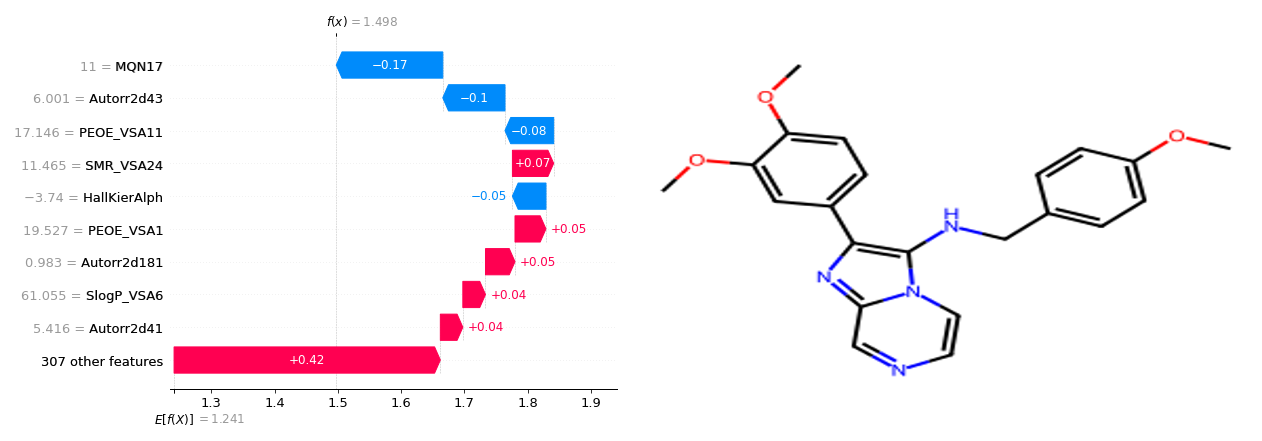 f(x) = 1.498
11 = MQN17
−0.17
6.001 = Autorr2d43
−0.1
17.146 = PEOE_VSA11
−0.08
11.465 = SMR_VSA24
+0.07
−3.74 = HallKierAlph
−0.05
19.527 = PEOE_VSA1
+0.05
0.983 = Autorr2d181
+0.05
61.055 = SlogP_VSA6
+0.04
5.416 = Autorr2d41
+0.04
307 other features
+0.42
1.3 1.4 1.5 1.6 1.7 1.8 1.9
E[f(X)] = 1.241
O
O
O
H
N
N
N
N